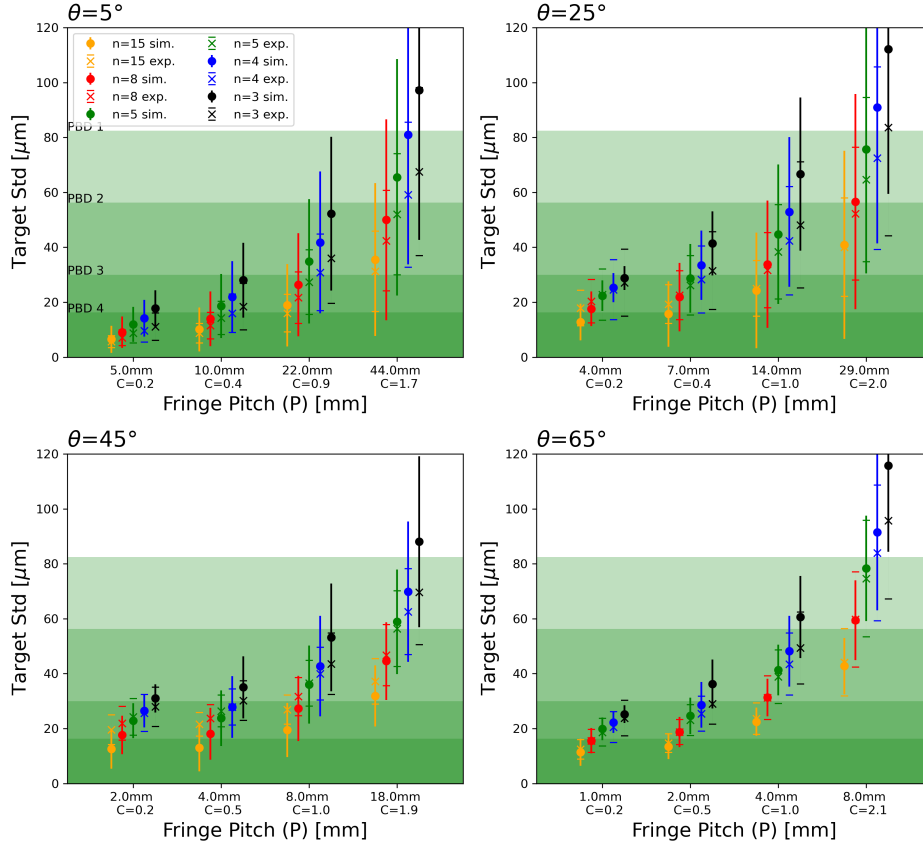 θ=5°
120
100
80
60
40
20
0
Target Std [μm]
n=15 sim.
n=15 exp.
n=8 sim.
n=8 exp.
n=5 sim.
n=5 exp.
n=4 sim.
n=4 exp.
n=3 sim.
n=3 exp.
PBD 1
PBD 2
PBD 3
PBD 4
5.0mm 10.0mm 22.0mm 44.0mm
C=0.2 C=0.4 C=0.9 C=1.7
Fringe Pitch (P) [mm]
θ=25°
120
100
80
60
40
20
0
Target Std [μm]
4.0mm 7.0mm 14.0mm 29.0mm
C=0.2 C=0.4 C=1.0 C=2.0
Fringe Pitch (P) [mm]
θ=45°
120
100
80
60
40
20
0
Target Std [μm]
2.0mm 4.0mm 8.0mm 18.0mm
C=0.2 C=0.5 C=1.0 C=1.9
Fringe Pitch (P) [mm]
θ=65°
120
100
80
60
40
20
0
Target Std [μm]
1.0mm 2.0mm 4.0mm 8.0mm
C=0.2 C=0.5 C=1.0 C=2.1
Fringe Pitch (P) [mm]